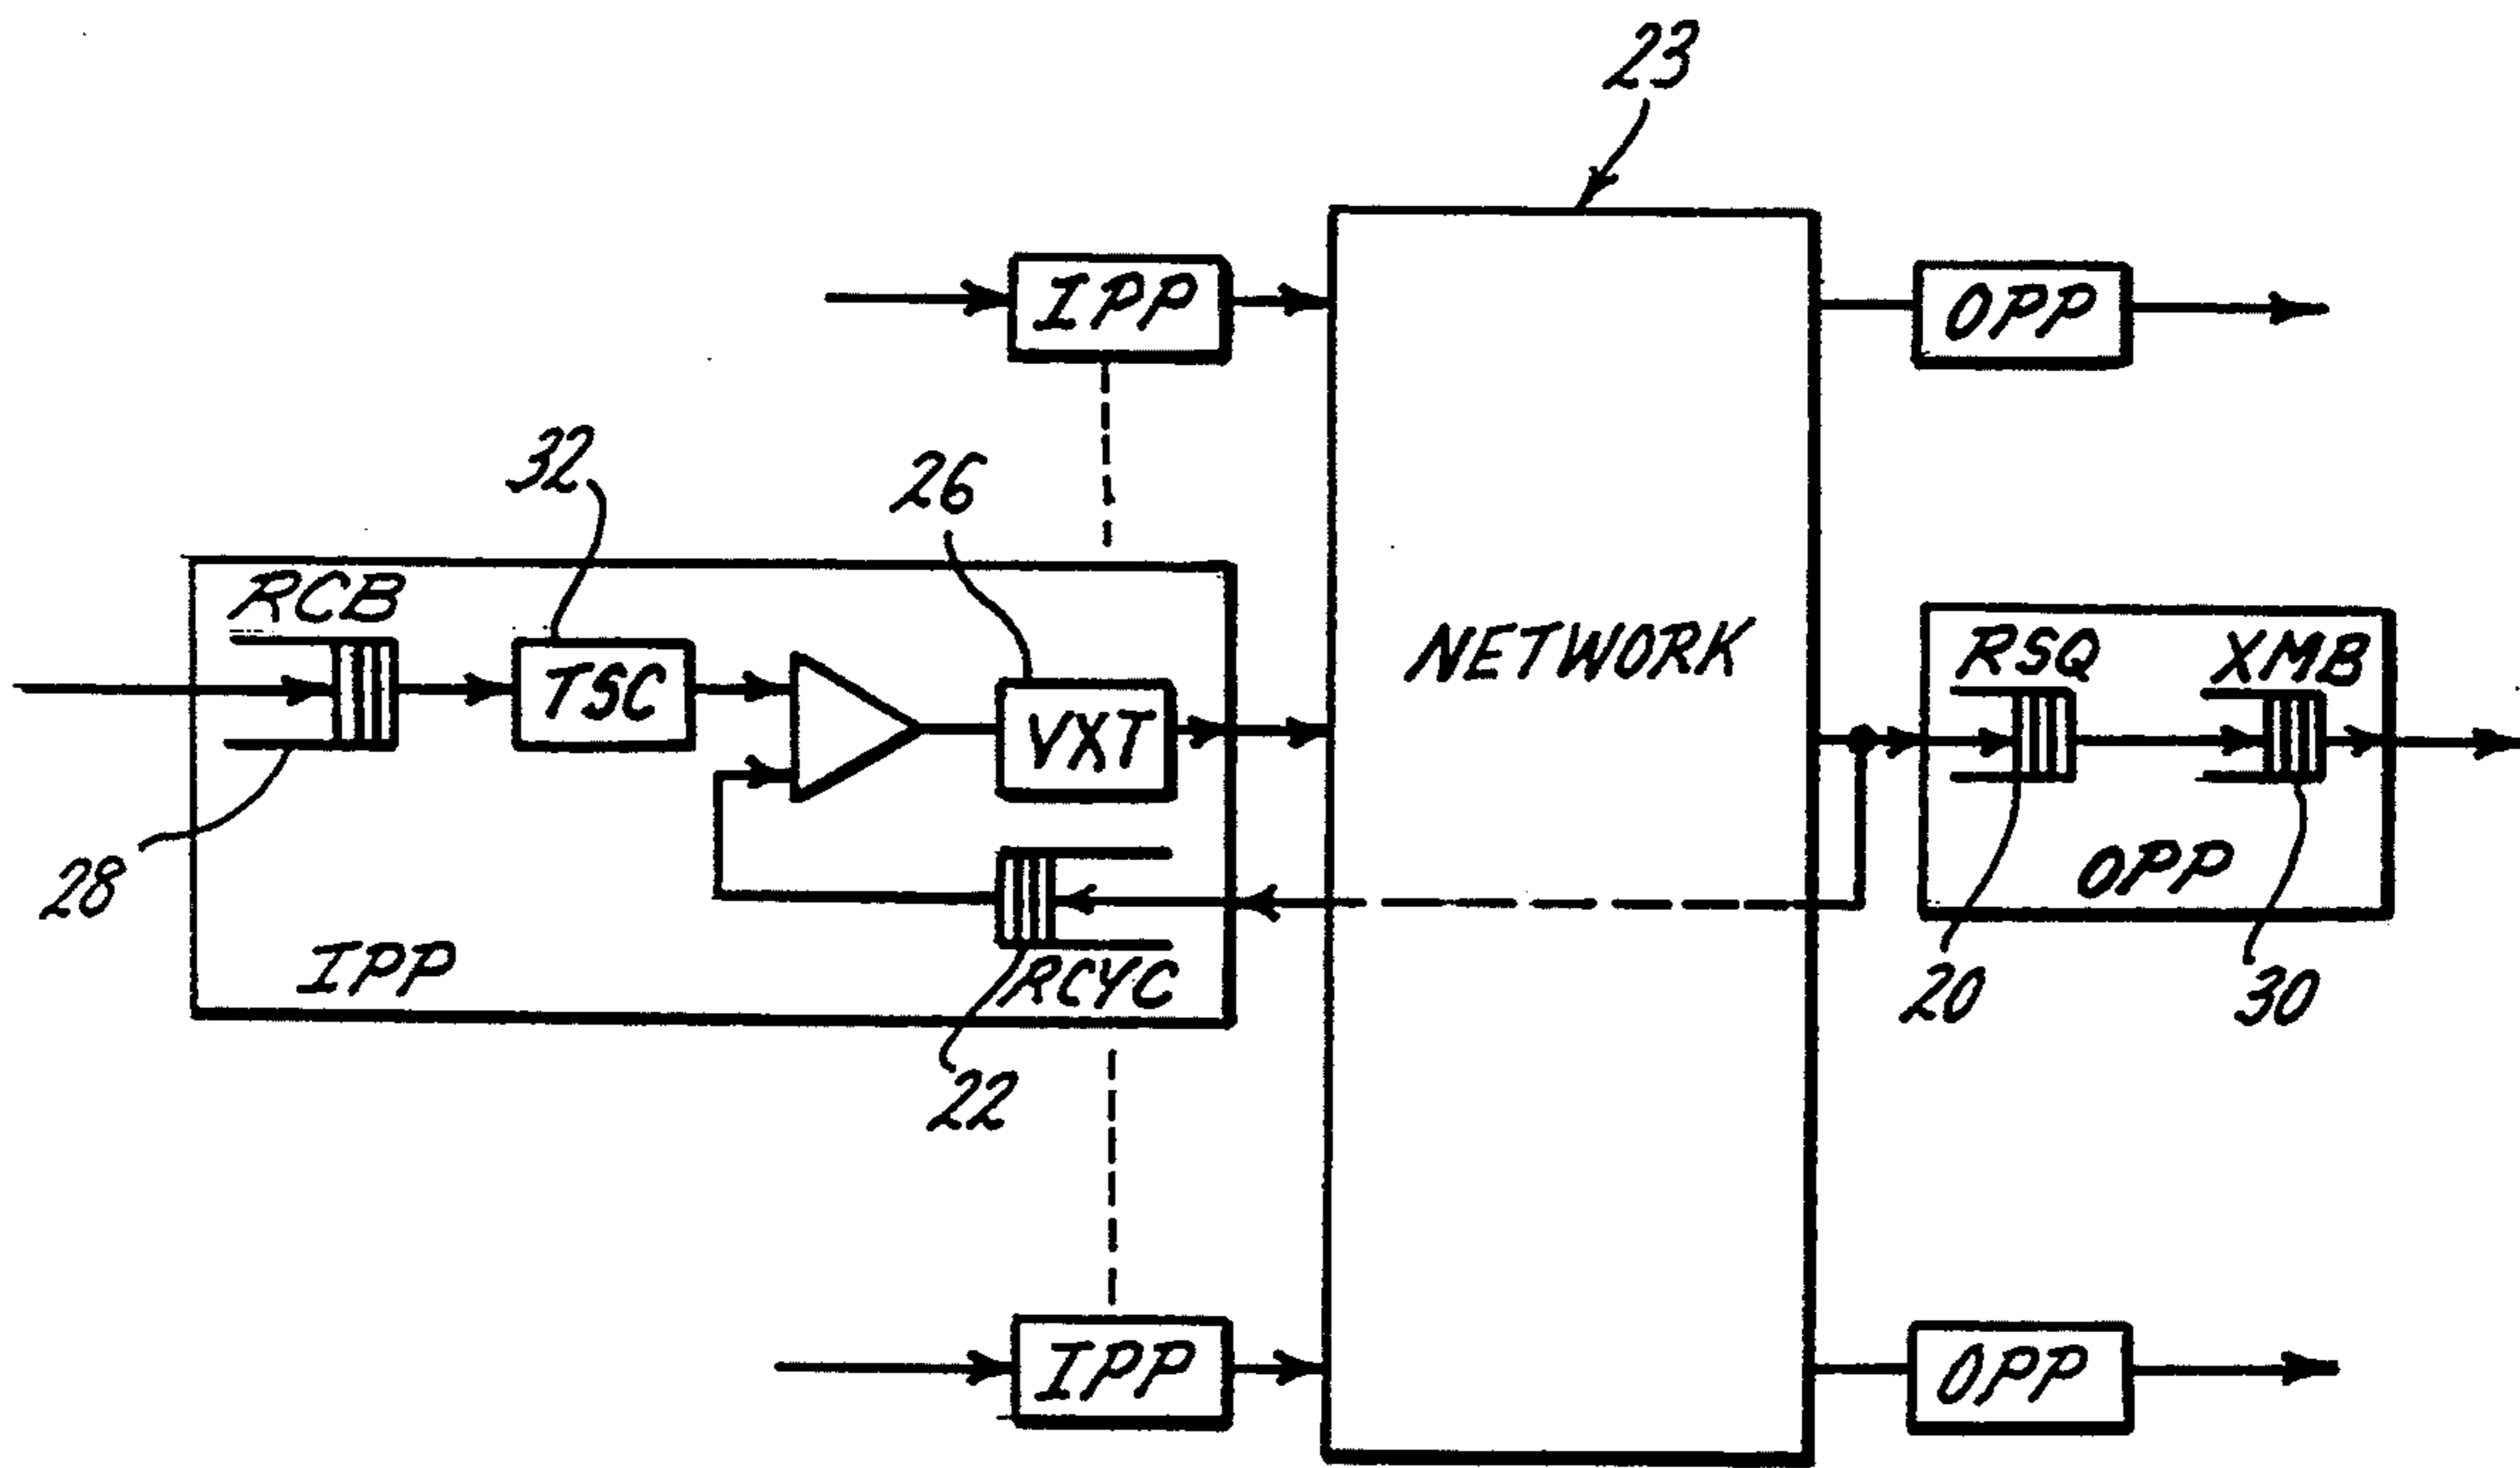 23
IPP
OPP
32
26
RCB
TSC
VXT
NETWORK
RSQ
XMB
28
OPP
IPP
RCYC
20
30
22
IPP
OPP